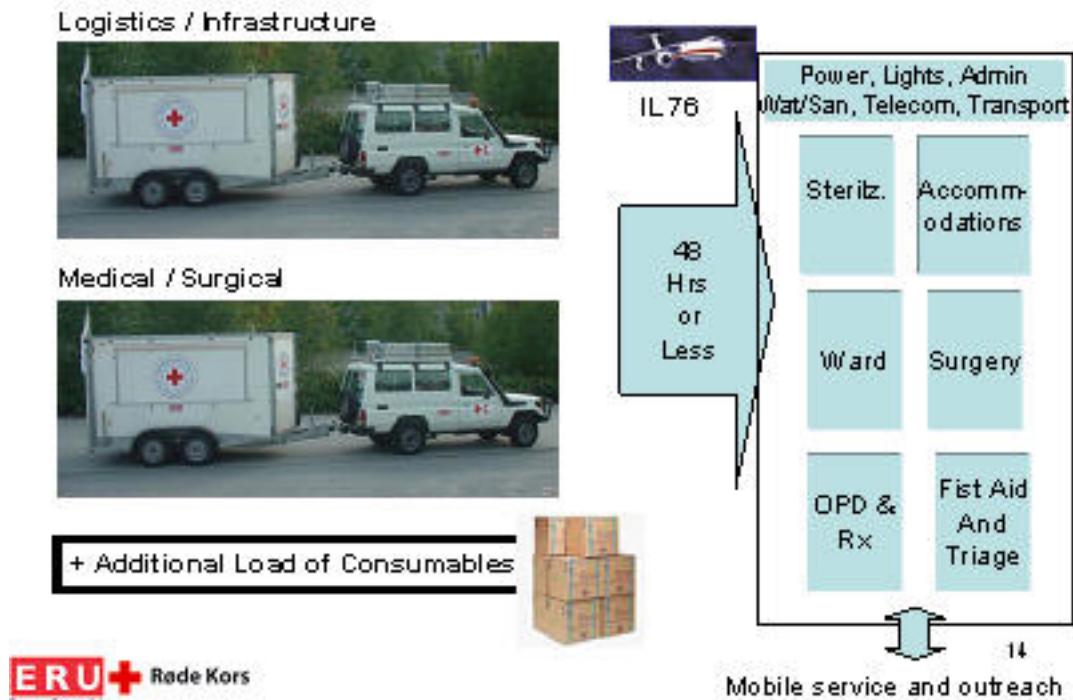 Logistics / Infrastructure
Medical / Surgical
+ Additional Load of Consumables
ERU
Røde Kors
IL76
48
Hrs
or
Less
Power, Lights, Admin
Wat/San, Telecom, Transport
Sterilz.
Accomm-
odations
Ward
Surgery
OPD &
Rx
Fist Aid
And
Triage
14
Mobile service and outreach